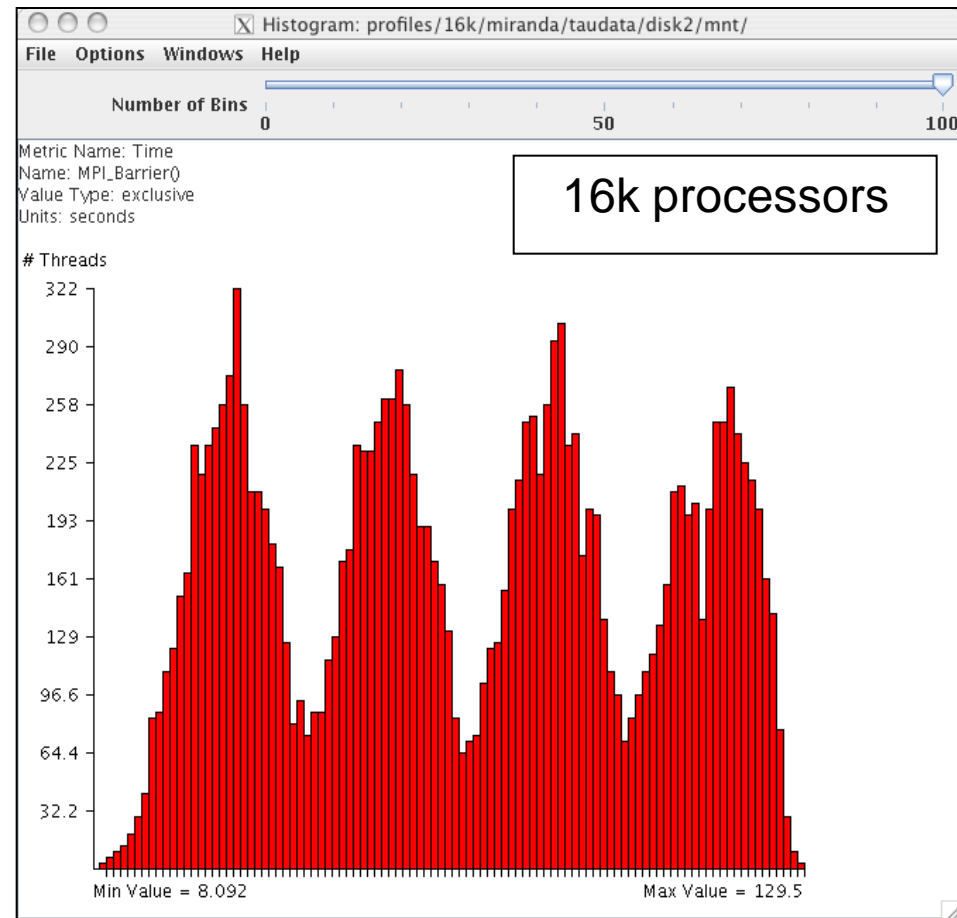 Histogram: profiles/16k/miranda/taudata/disk2/mnt/
File Options Windows Help
Number of Bins
0 50 100
Metric Name: Time
Name: MPI_Barrier()
Value Type: exclusive
Units: seconds
16k processors
# Threads
322
290
258
225
193
161
129
96.6
64.4
32.2
Min Value = 8.092 Max Value = 129.5